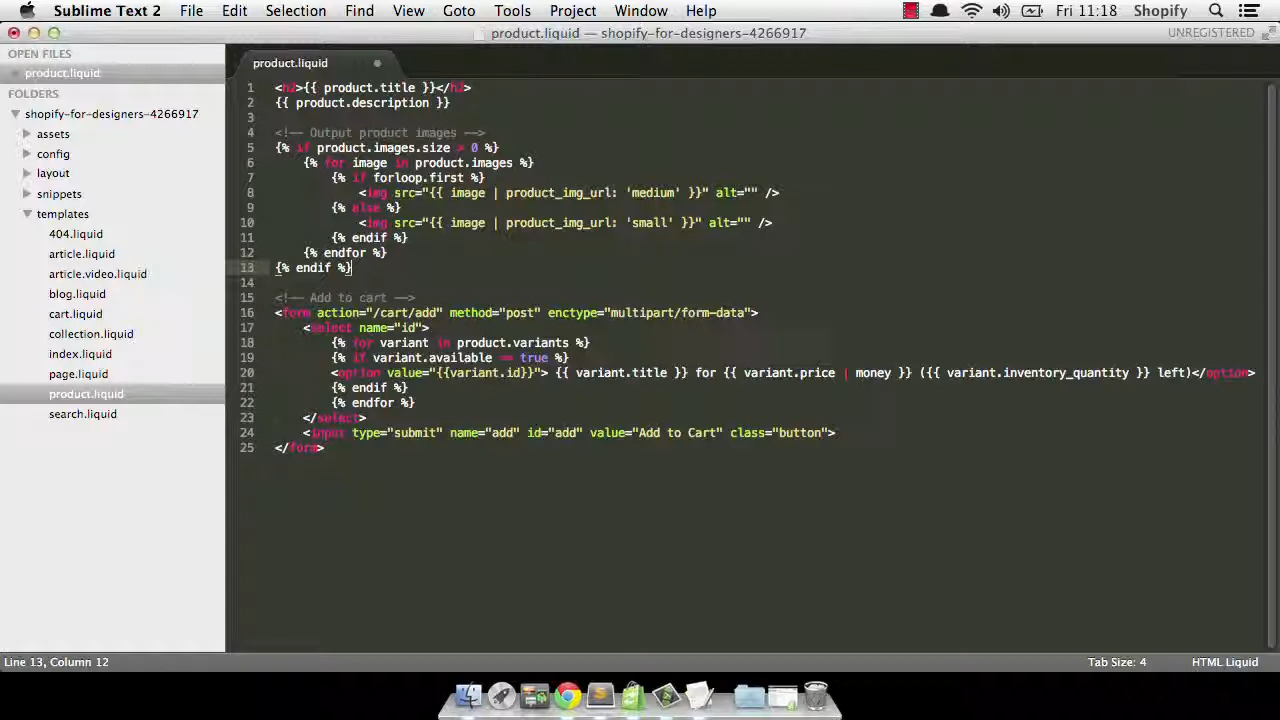 Sublime Text 2 File Edit Selection Find View Goto Tools Project Window Help Fri 11:18 Shopify
product.liquid — shopify-for-designers-4266917 UNREGISTERED
OPEN FILES
product.liquid
FOLDERS
shopify-for-designers-4266917
assets
config
layout
snippets
templates
404.liquid
article.liquid
article.video.liquid
blog.liquid
cart.liquid
collection.liquid
index.liquid
page.liquid
product.liquid
search.liquid
product.liquid
1 <h2>{{ product.title }}</h2>
2 {{ product.description }}
3
4 <!-- Output product images -->
5 {% if product.images.size > 0 %}
6 {% for image in product.images %}
7 {% if forloop.first %}
8 <img src="{{ image | product_img_url: 'medium' }}" alt="" />
9 {% else %}
10 <img src="{{ image | product_img_url: 'small' }}" alt="" />
11 {% endif %}
12 {% endfor %}
13 {% endif %}
14
15 <!-- Add to cart -->
16 <form action="/cart/add" method="post" enctype="multipart/form-data">
17 <select name="id">
18 {% for variant in product.variants %}
19 {% if variant.available == true %}
20 <option value="{{variant.id}}"> {{ variant.title }} for {{ variant.price | money }} ({{ variant.inventory_quantity }} left)</option>
21 {% endif %}
22 {% endfor %}
23 </select>
24 <input type="submit" name="add" id="add" value="Add to Cart" class="button">
25 </form>
Line 13, Column 12 Tab Size: 4 HTML Liquid